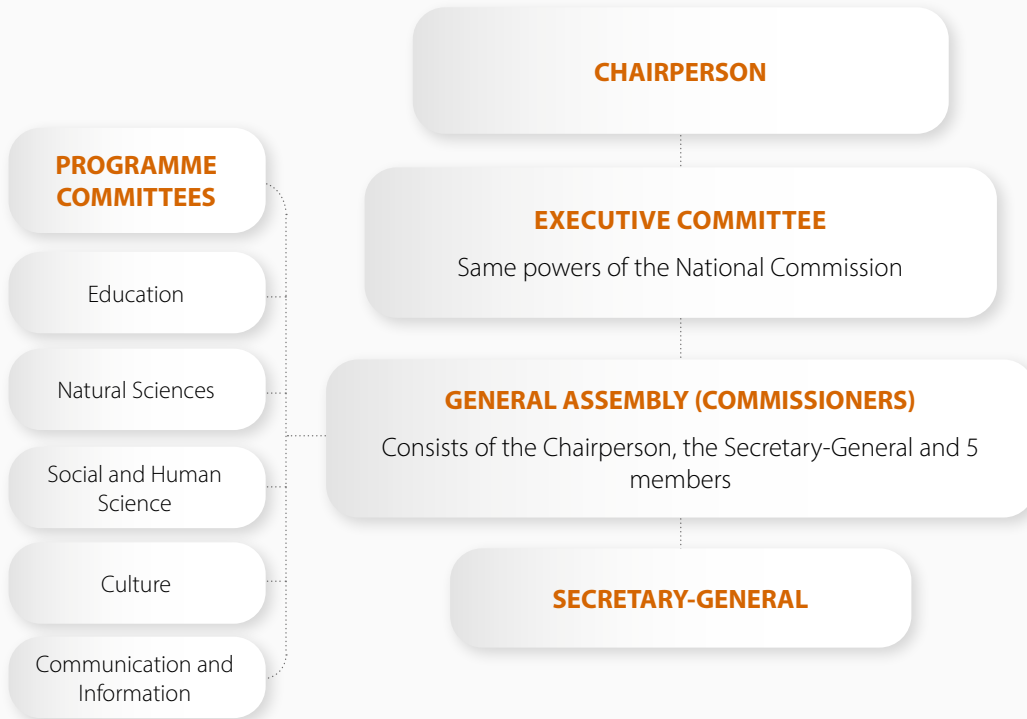 CHAIRPERSON
EXECUTIVE COMMITTEE
Same powers of the National Commission
GENERAL ASSEMBLY (COMMISSIONERS)
Consists of the Chairperson, the Secretary-General and 5
members
SECRETARY-GENERAL
PROGRAMME
COMMITTEES
Education
Natural Sciences
Social and Human
Science
Culture
Communication and
Information